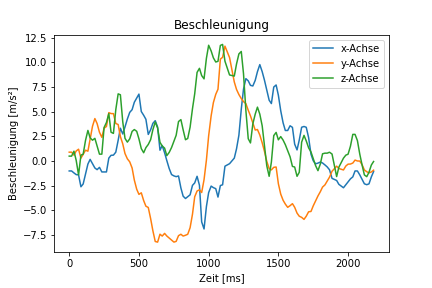 Beschleunigung
x-Achse
y-Achse
z-Achse
Beschleunigung [m/s²]
12.5
10.0
7.5
5.0
2.5
0.0
−2.5
−5.0
−7.5
0 500 1000 1500 2000
Zeit [ms]